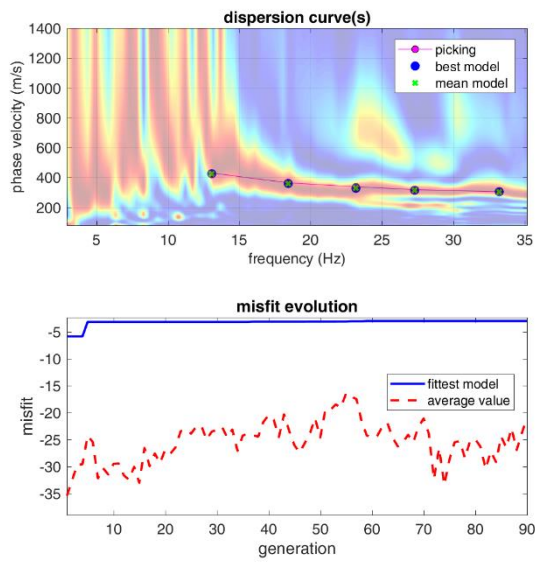 dispersion curve(s)
1400
1200
1000
800
600
400
200
phase velocity (m/s)
picking
best model
mean model
5 10 15 20 25 30 35
frequency (Hz)
misfit evolution
-5
-10
-15
-20
-25
-30
-35
misfit
fittest model
average value
10 20 30 40 50 60 70 80 90
generation